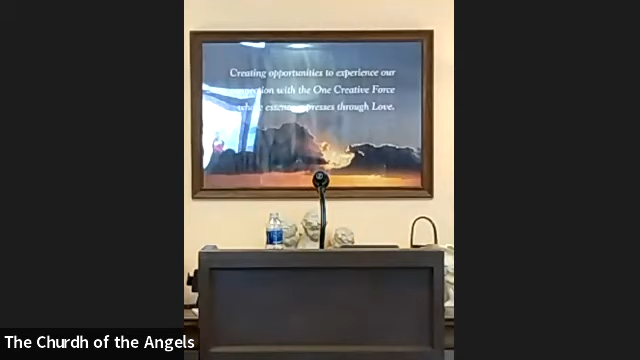 Creating opportunities to experience our
with the One Creative Force
through Love.
The Churdh of the Angels